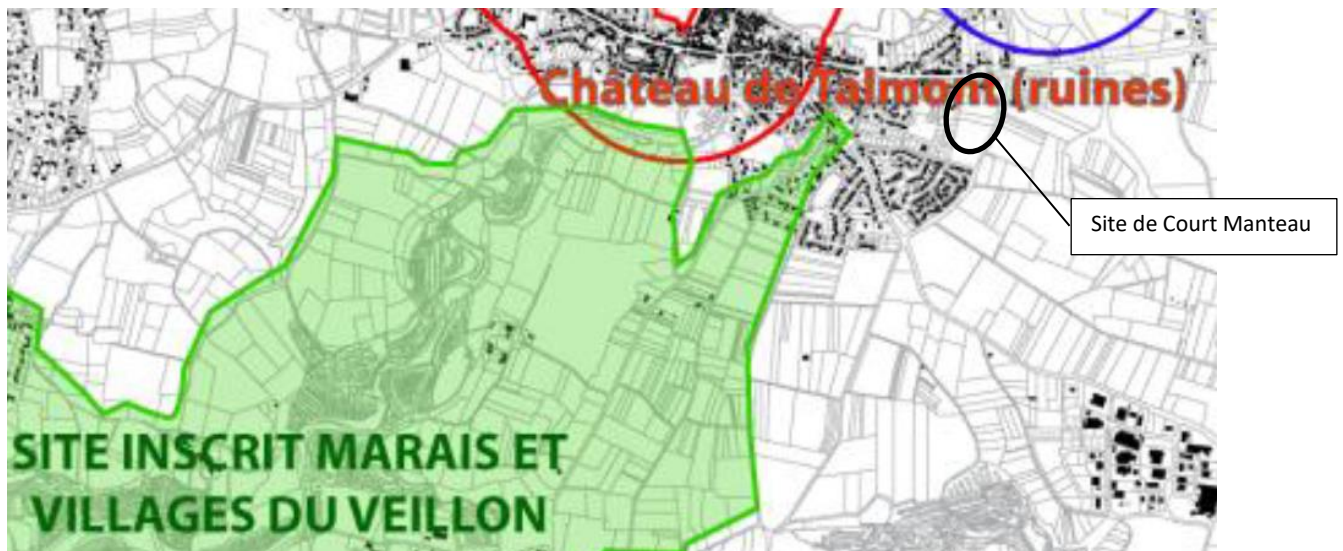 Château de Talmont (ruines)
Site de Court Manteau
SITE INSCRIT MARAIS ET
VILLAGES DU VEILLON